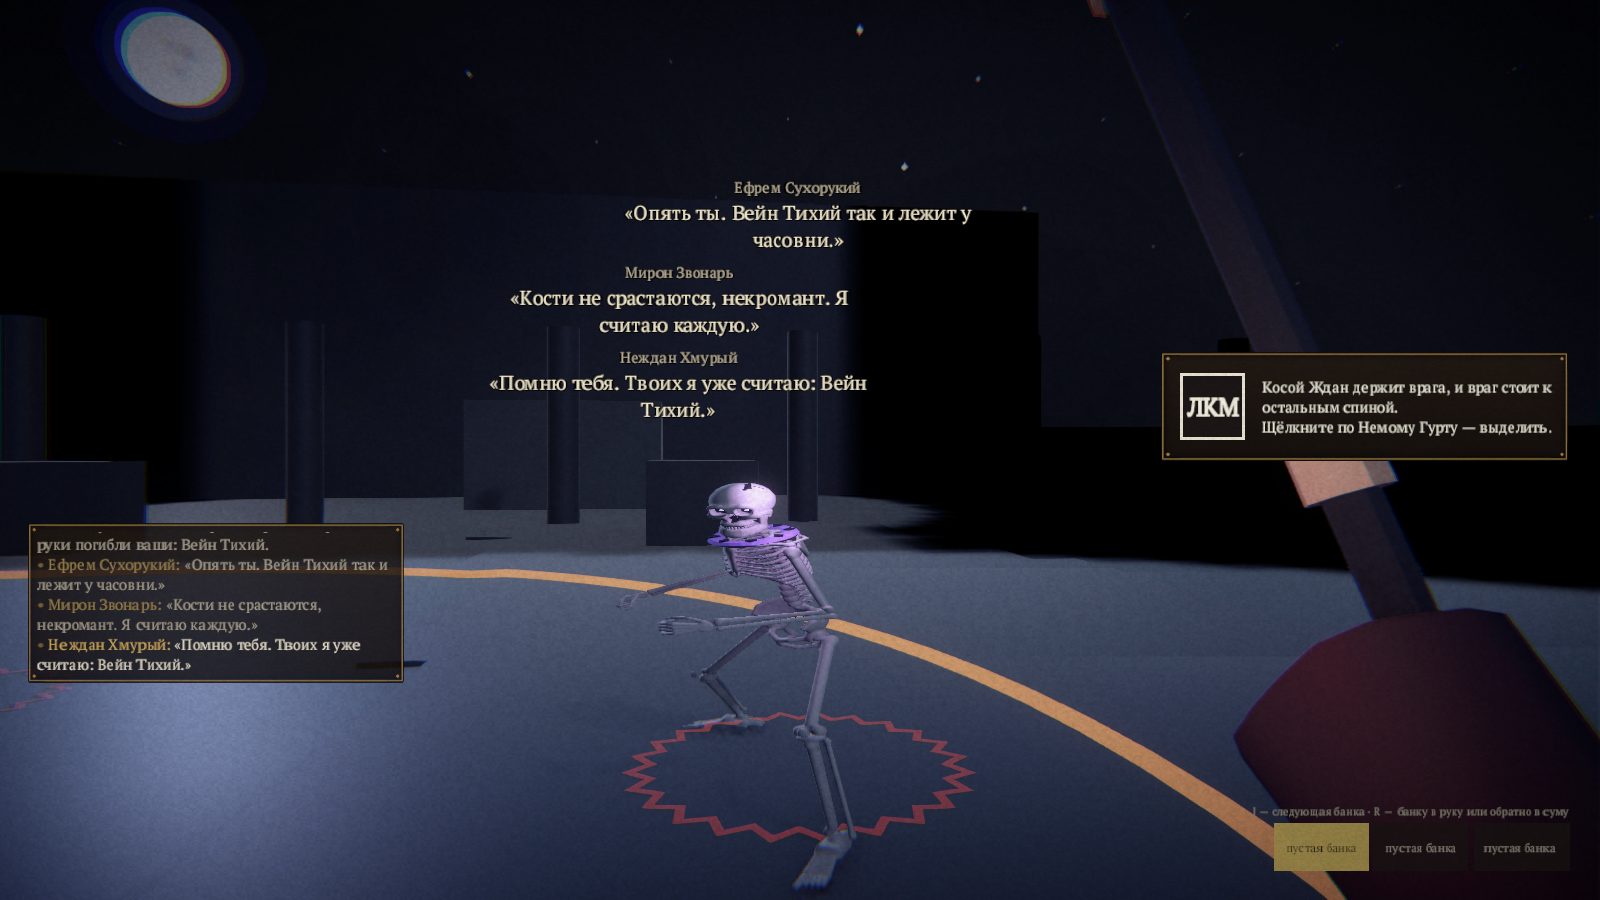 Ефрем Сухорукий
«Опять ты. Вейн Тихий так и лежит у
часовни.»
Мирон Звонарь
«Кости не срастаются, некромант. Я
считаю каждую.»
Неждан Хмурый
«Помню тебя. Твоих я уже считаю: Вейн
Тихий.»
ЛКМ
Косой Ждан держит врага, и враг стоит к
остальным спиной.
Щёлкните по Немому Гурту — выделить.
руки погибли ваши: Вейн Тихий.
• Ефрем Сухорукий: «Опять ты. Вейн Тихий так и
лежит у часовни.»
• Мирон Звонарь: «Кости не срастаются,
некромант. Я считаю каждую.»
• Неждан Хмурый: «Помню тебя. Твоих я уже
считаю: Вейн Тихий.»
— следующая банка · R — банку в руку или обратно в суму
пустая банка
пустая банка
пустая банка